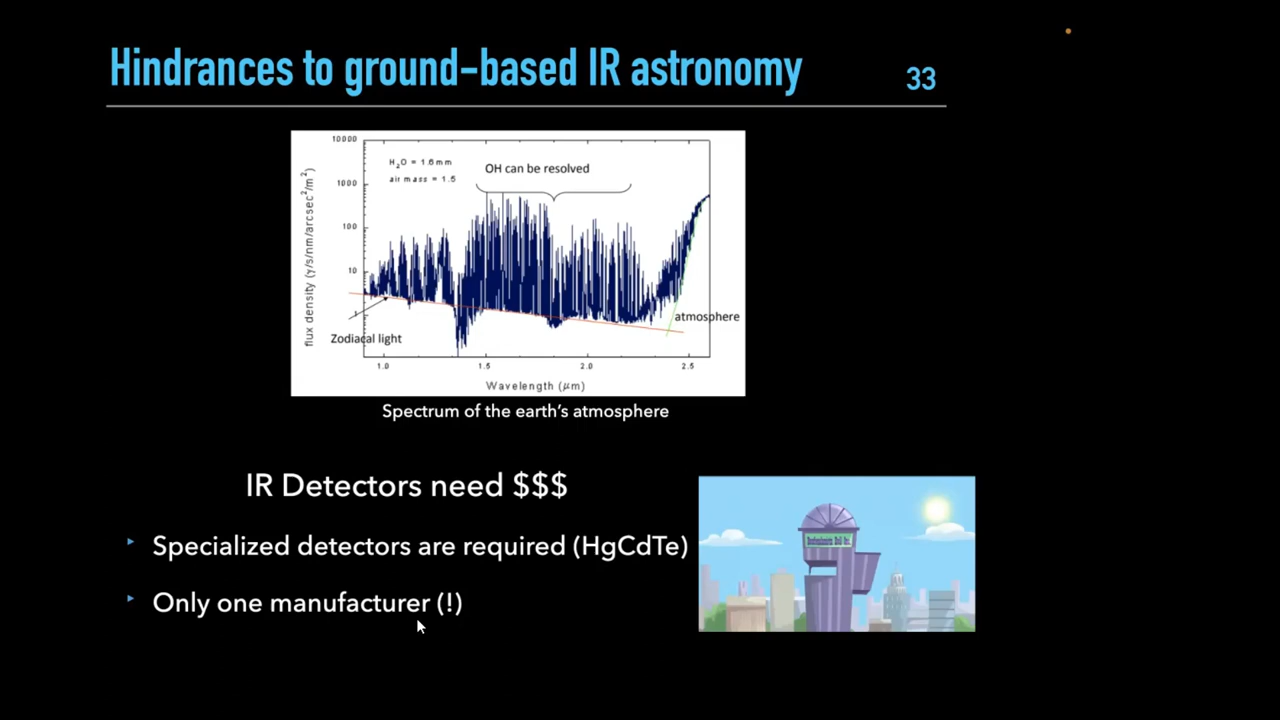 Hindrances to ground-based IR astronomy
33
10000
1000
100
10
1
H₂O = 1.6mm
air mass = 1.5
OH can be resolved
flux density (γ/s/nm/arcsec²/m²)
Zodiacal light
atmosphere
1.0 1.5 2.0 2.5
Wavelength (μm)
Spectrum of the earth's atmosphere
IR Detectors need $$$
Specialized detectors are required (HgCdTe)
Only one manufacturer (!)